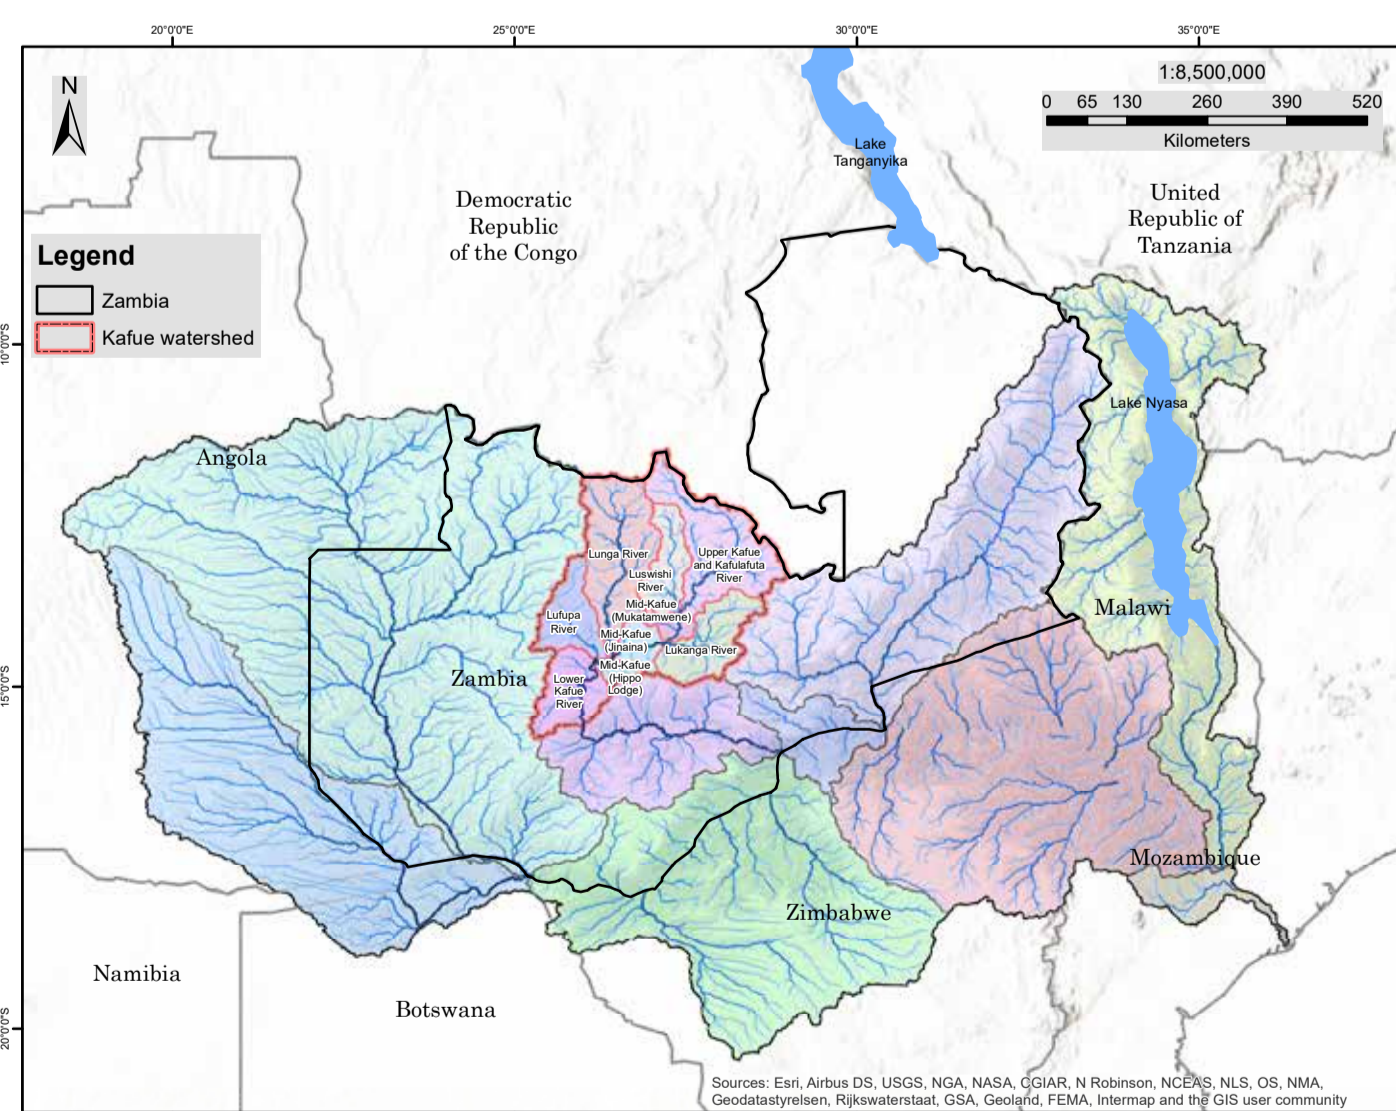 20°0'0"E
25°0'0"E
30°0'0"E
35°0'0"E
N
1:8,500,000
0 65 130 260 390 520
Kilometers
Lake
Tanganyika
Democratic
Republic
of the Congo
United
Republic of
Tanzania
Legend
Zambia
Kafue watershed
10°0'0"S
Lake Nyasa
Angola
Lunga River
Upper Kafue
and Kafulafuta
River
Luswishi
River
Mid-Kafue
(Mukatamwene)
Lufupa
River
Malawi
Mid-Kafue
(Jinaina)
Lukanga River
Mid-Kafue
(Hippo
Lodge)
Zambia
Lower
Kafue
River
15°0'0"S
Mozambique
Zimbabwe
Namibia
Botswana
20°0'0"S
Sources: Esri, Airbus DS, USGS, NGA, NASA, CGIAR, N Robinson, NCEAS, NLS, OS, NMA,
Geodatastyrelsen, Rijkswaterstaat, GSA, Geoland, FEMA, Intermap and the GIS user community